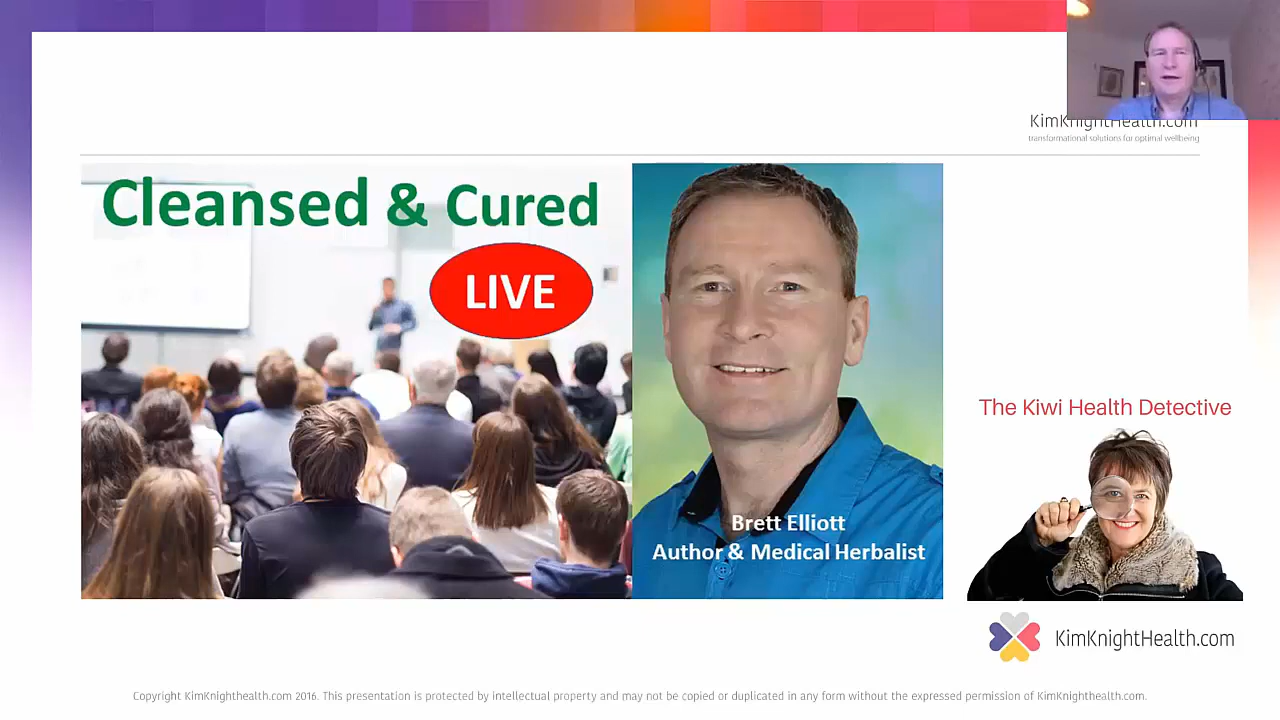 KimKnightHealth.com
transformational solutions for optimal wellbeing
Cleansed & Cured
LIVE
Brett Elliott
Author & Medical Herbalist
The Kiwi Health Detective
KimKnightHealth.com
Copyright KimKnighthealth.com 2016. This presentation is protected by intellectual property and may not be copied or duplicated in any form without the expressed permission of KimKnighthealth.com.